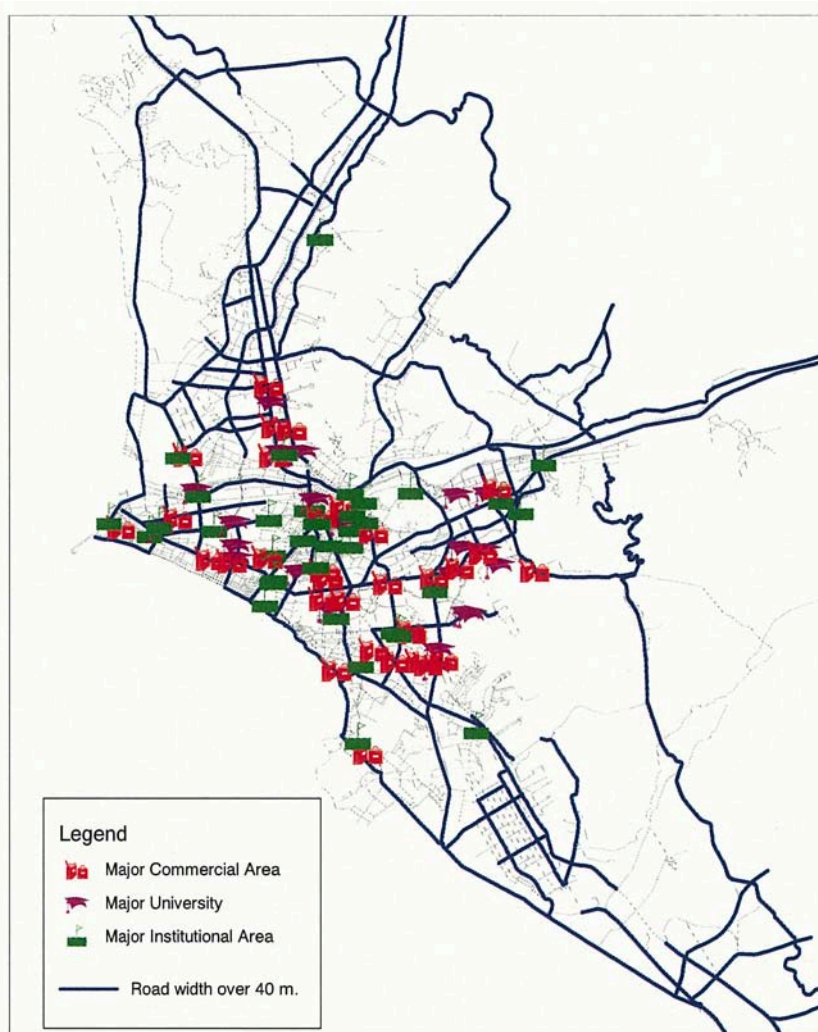 Legend
Major Commercial Area
Major University
Major Institutional Area
Road width over 40 m.